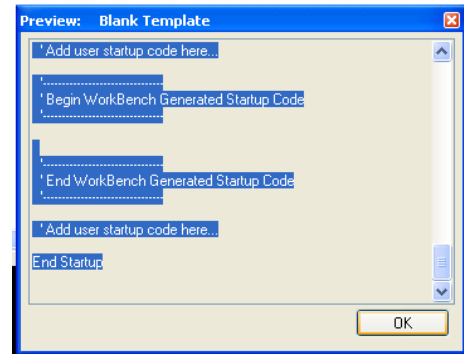 Preview: Blank Template
'Add user startup code here...
'-----------------------------
'Begin WorkBench Generated Startup Code
'-----------------------------
'-----------------------------
'End WorkBench Generated Startup Code
'-----------------------------
'Add user startup code here...
End Startup
OK